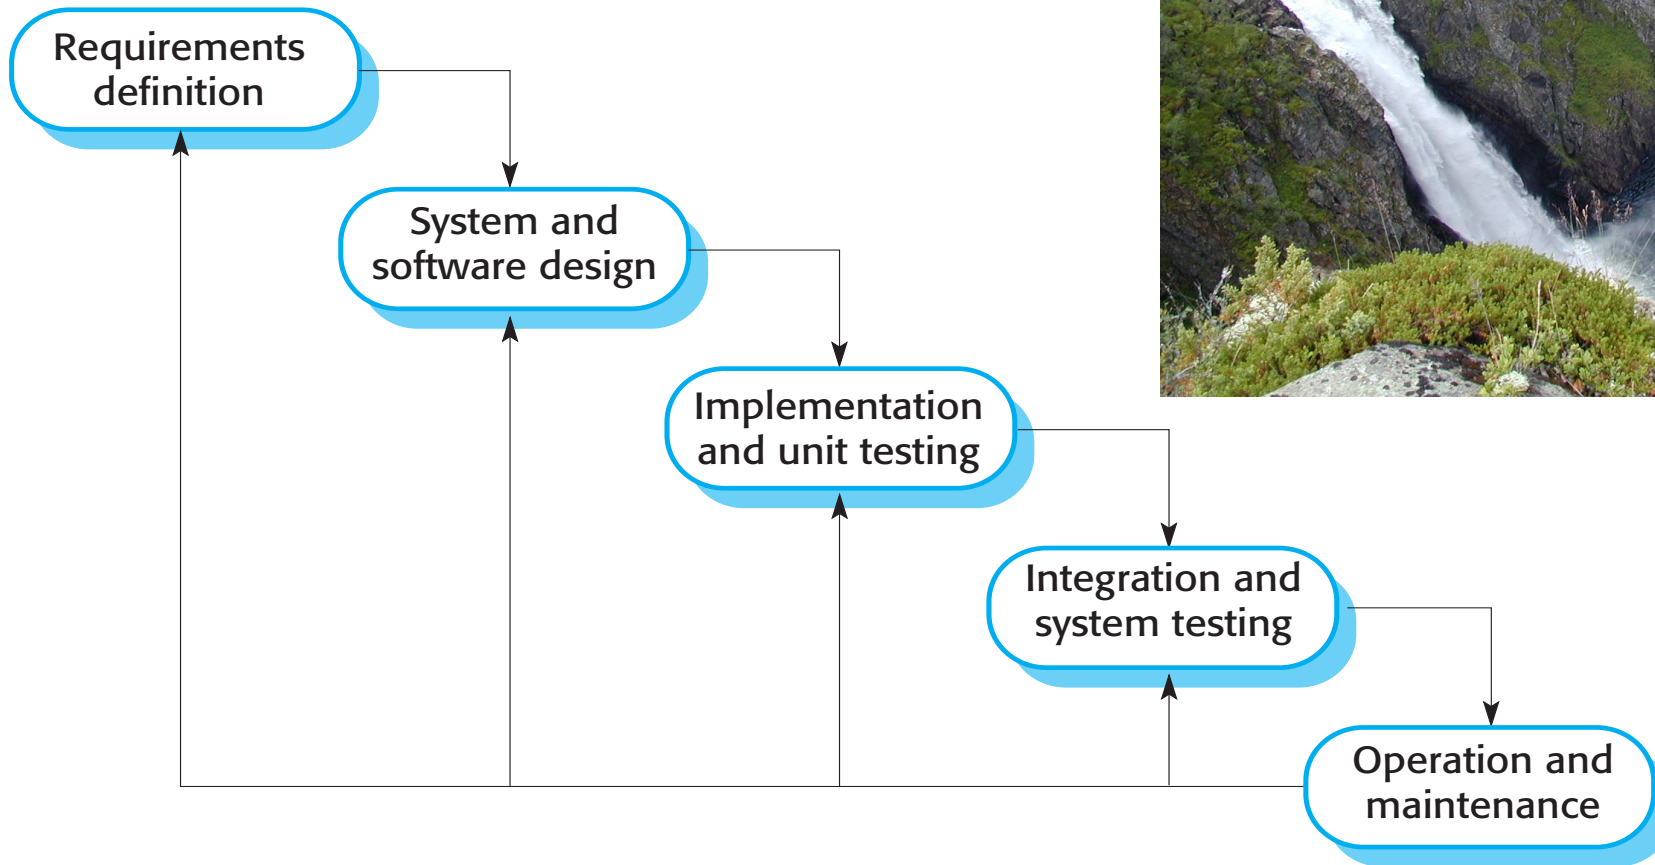 Requirements
definition
System and
software design
Implementation
and unit testing
Integration and
system testing
Operation and
maintenance